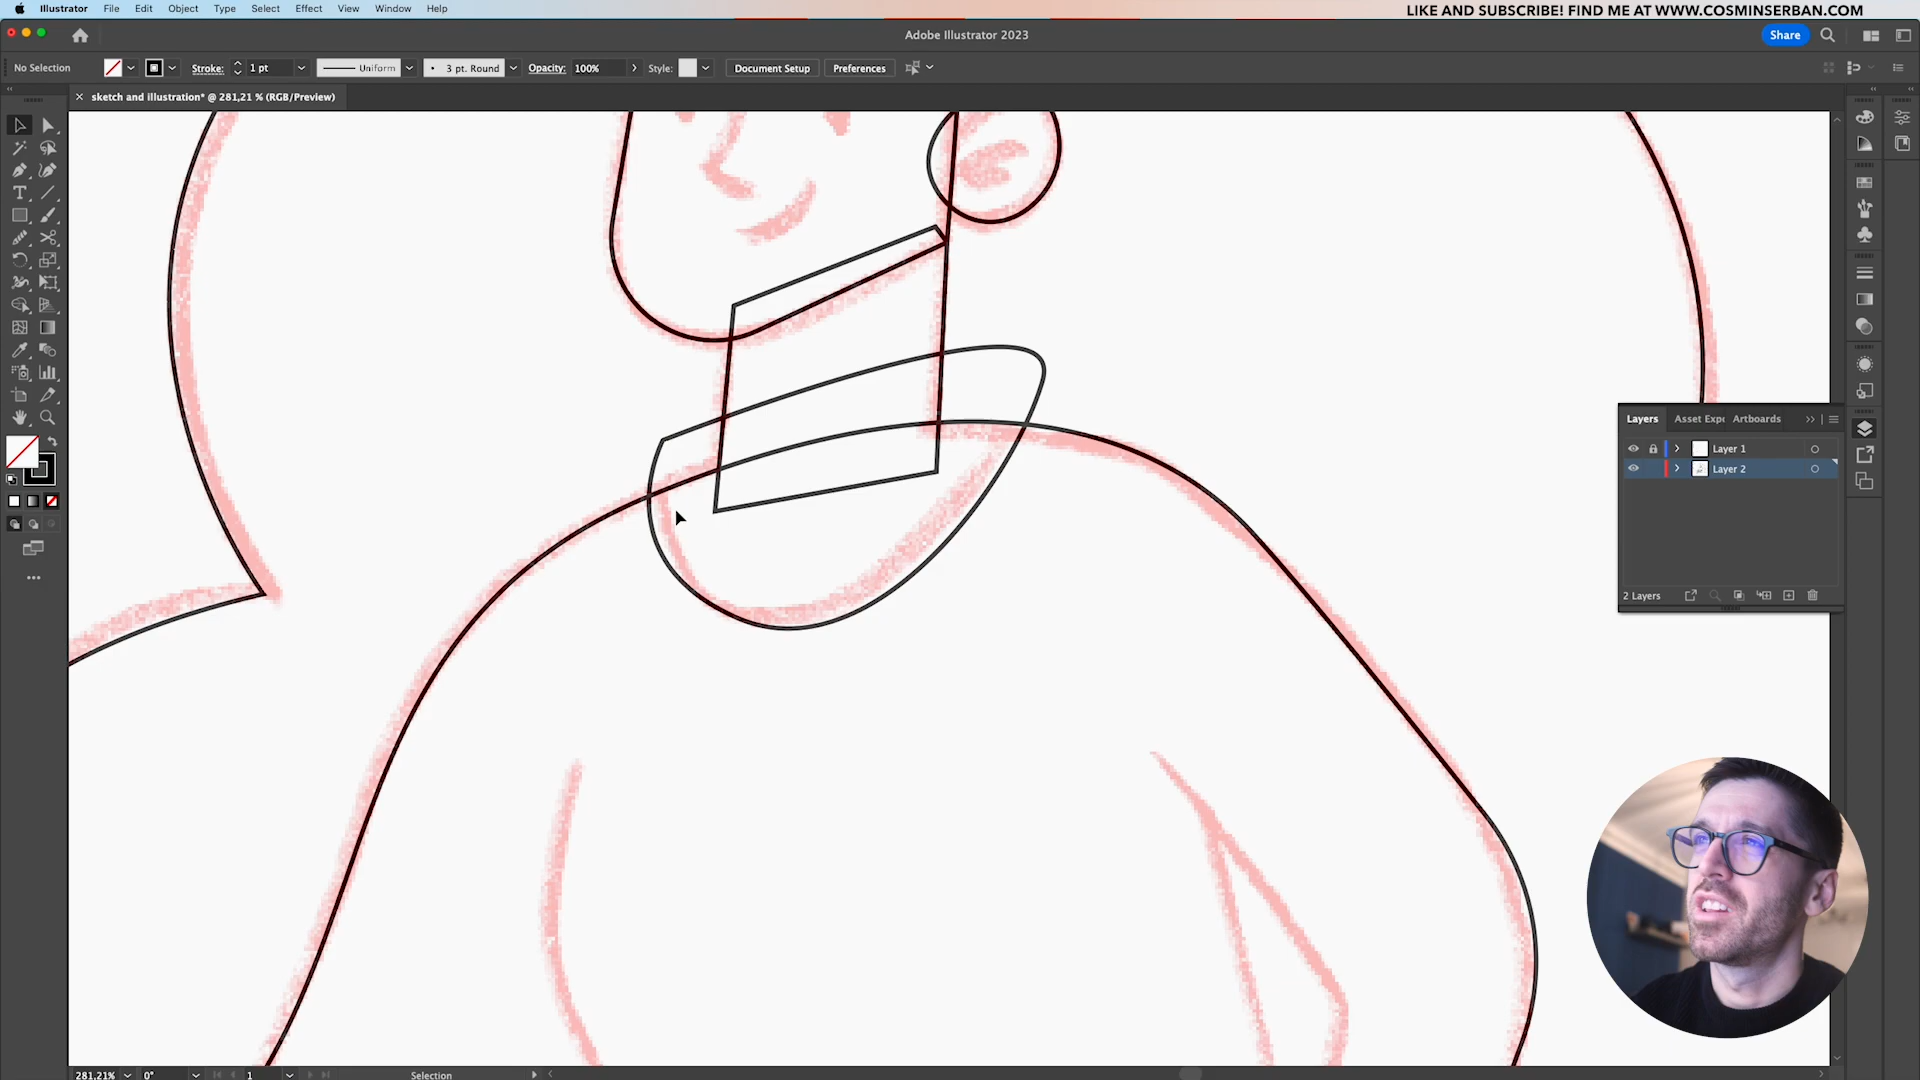 Illustrator File Edit Object Type Select Effect View Window Help
LIKE AND SUBSCRIBE! FIND ME AT WWW.COSMINSERBAN.COM
Adobe Illustrator 2023
Share
No Selection
Stroke: 1 pt
Uniform
3 pt. Round
Opacity: 100%
Style:
Document Setup
Preferences
× sketch and illustration* @ 281,21 % (RGB/Preview)
Layers Asset Expo Artboards
Layer 1
Layer 2
2 Layers
281,21%
0°
1
Selection